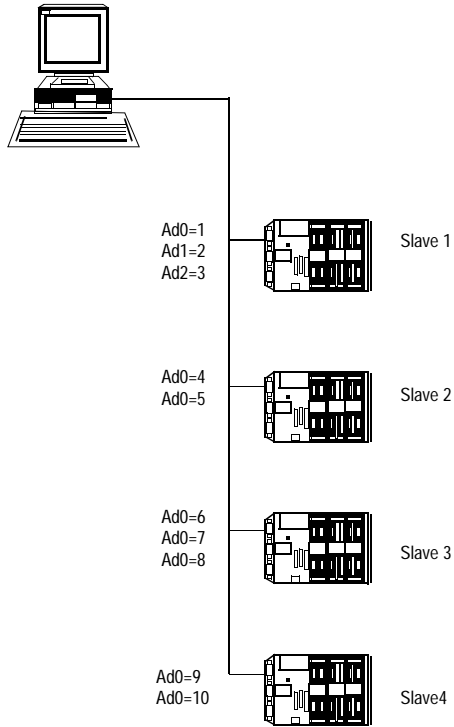 Ad0=1
Ad1=2
Ad2=3
Slave 1
Ad0=4
Ad0=5
Slave 2
Ad0=6
Ad0=7
Ad0=8
Slave 3
Ad0=9
Ad0=10
Slave4